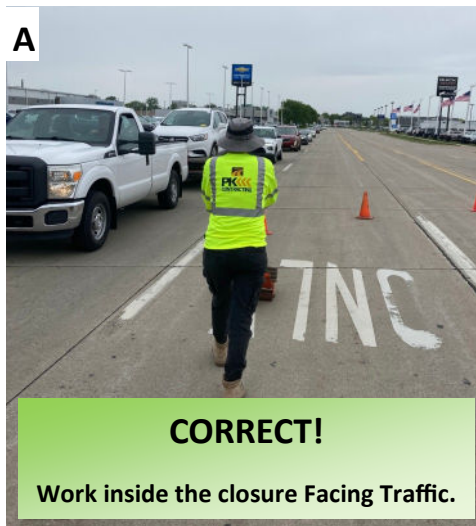 A
PK
CONTRACTING
ONLY
CORRECT!
Work inside the closure Facing Traffic.